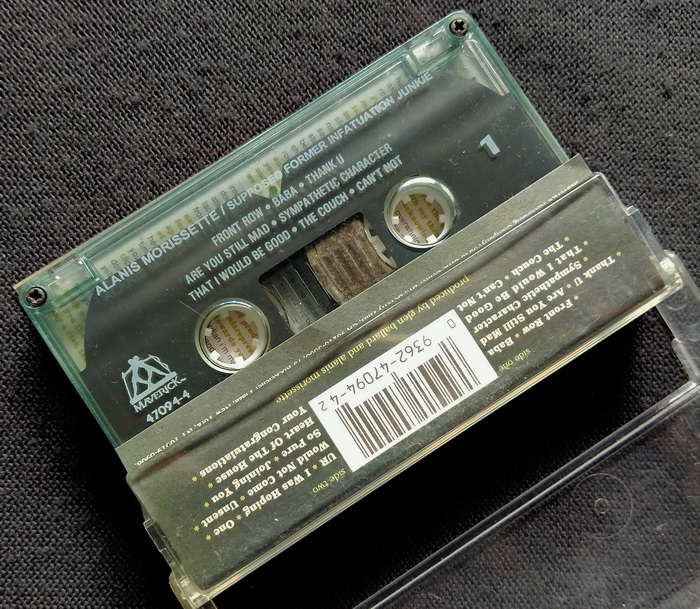 ALANIS MORISSETTE / SUPPOSED FORMER INFATUATION JUNKIE
FRONT ROW • BABA • THANK U
ARE YOU STILL MAD • SYMPATHETIC CHARACTER
THAT I WOULD BE GOOD • THE COUCH • CAN'T NOT
1
MAVERICK™
47094-4
side one
* Front Row * Baba
* Thank U * Are You Still Mad
* Sympathetic Character
* That I Would Be Good
* The Couch * Can't Not
produced by glen ballard and alanis morissette
0 9362-47094-4 2
side two
UR * I Was Hoping * One *
Would Not Come * Unsent *
So Pure * Joining You *
Heart Of The House *
Your Congratulations *